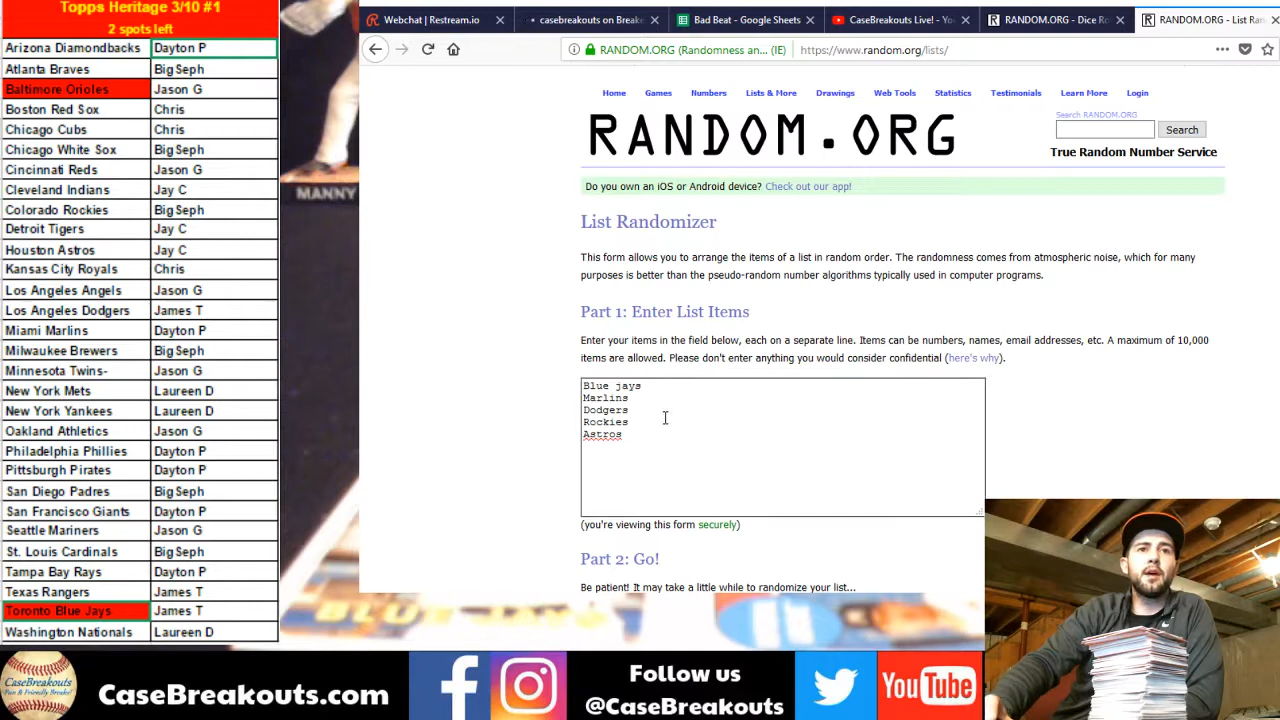 Topps Heritage 3/10 #1
2 spots left
Arizona Diamondbacks Dayton P
Atlanta Braves Big Seph
Baltimore Orioles Jason G
Boston Red Sox Chris
Chicago Cubs Chris
Chicago White Sox Big Seph
Cincinnati Reds Jason G
Cleveland Indians Jay C
Colorado Rockies Big Seph
Detroit Tigers Jay C
Houston Astros Jay C
Kansas City Royals Chris
Los Angeles Angels Jason G
Los Angeles Dodgers James T
Miami Marlins Dayton P
Milwaukee Brewers Big Seph
Minnesota Twins- Jason G
New York Mets Laureen D
New York Yankees Laureen D
Oakland Athletics Jason G
Philadelphia Phillies Dayton P
Pittsburgh Pirates Dayton P
San Diego Padres Big Seph
San Francisco Giants Dayton P
Seattle Mariners Jason G
St. Louis Cardinals Big Seph
Tampa Bay Rays Dayton P
Texas Rangers James T
Toronto Blue Jays James T
Washington Nationals Laureen D
MANNY
Webchat | Restream.io
casebreakouts on Break
Bad Beat - Google Sheets
CaseBreakouts Live! - Yo
RANDOM.ORG - Dice Ro
RANDOM.ORG - List Ran
RANDOM.ORG (Randomness an... (IE)
https://www.random.org/lists/
Home Games Numbers Lists & More Drawings Web Tools Statistics Testimonials Learn More Login
RANDOM.ORG
Search RANDOM.ORG
Search
True Random Number Service
Do you own an iOS or Android device? Check out our app!
List Randomizer
This form allows you to arrange the items of a list in random order. The randomness comes from atmospheric noise, which for many
purposes is better than the pseudo-random number algorithms typically used in computer programs.
Part 1: Enter List Items
Enter your items in the field below, each on a separate line. Items can be numbers, names, email addresses, etc. A maximum of 10,000
items are allowed. Please don't enter anything you would consider confidential (here's why).
Blue jays
Marlins
Dodgers
Rockies
Astros
(you're viewing this form securely)
Part 2: Go!
Be patient! It may take a little while to randomize your list...
CaseBreakouts
Fun & Friendly Breaks!
CaseBreakouts.com
Follow us
@CaseBreakouts
YouTube